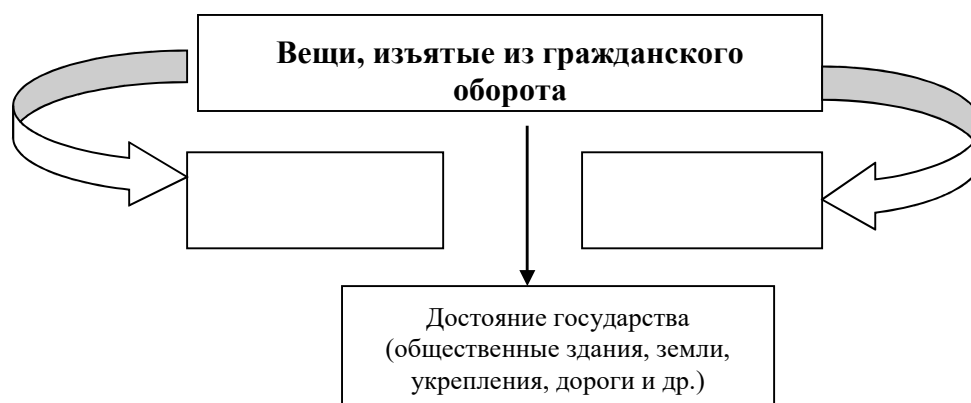 Вещи, изъятые из гражданского
оборота
Достояние государства
(общественные здания, земли,
укрепления, дороги и др.)